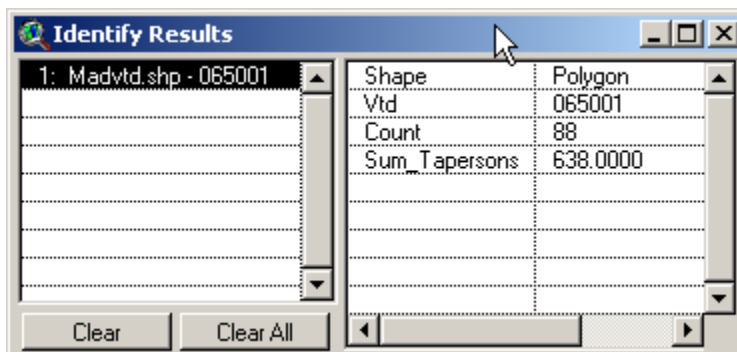 Identify Results
1: Madvtd.shp - 065001
Shape Polygon
Vtd 065001
Count 88
Sum_Tapersons 638.0000
Clear Clear All